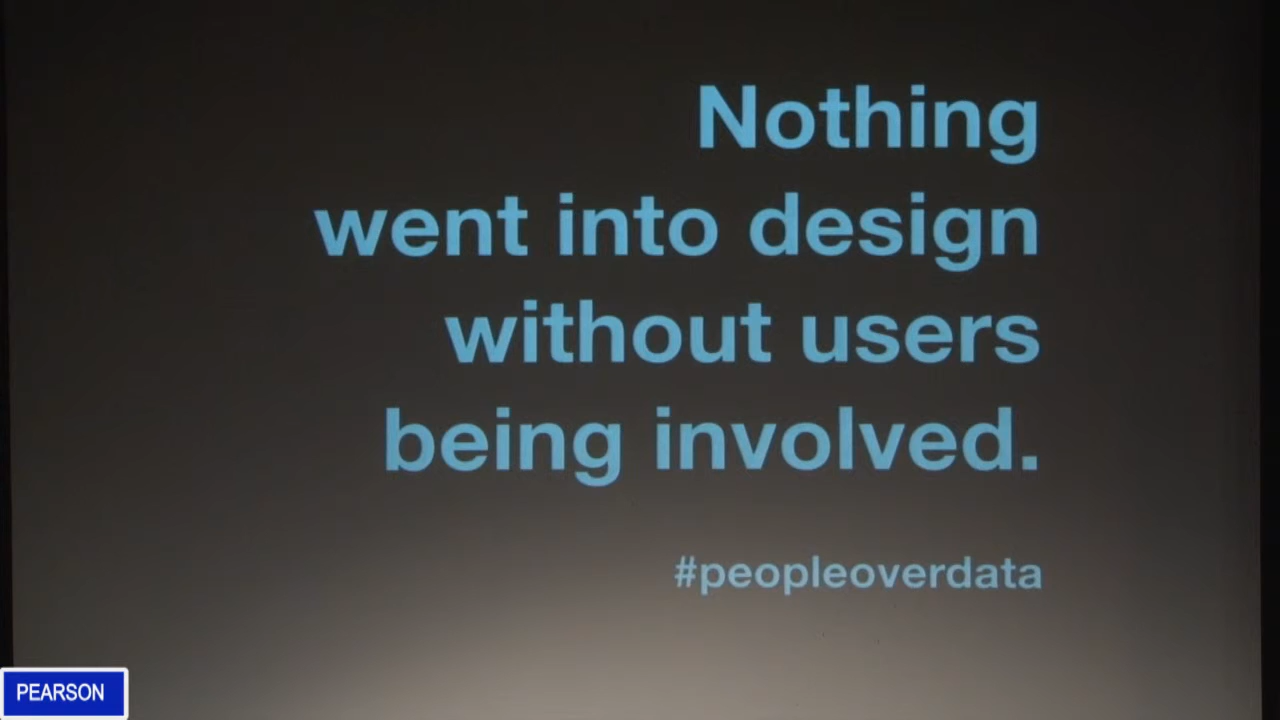 Nothing
went into design
without users
being involved.
#peopleoverdata
PEARSON